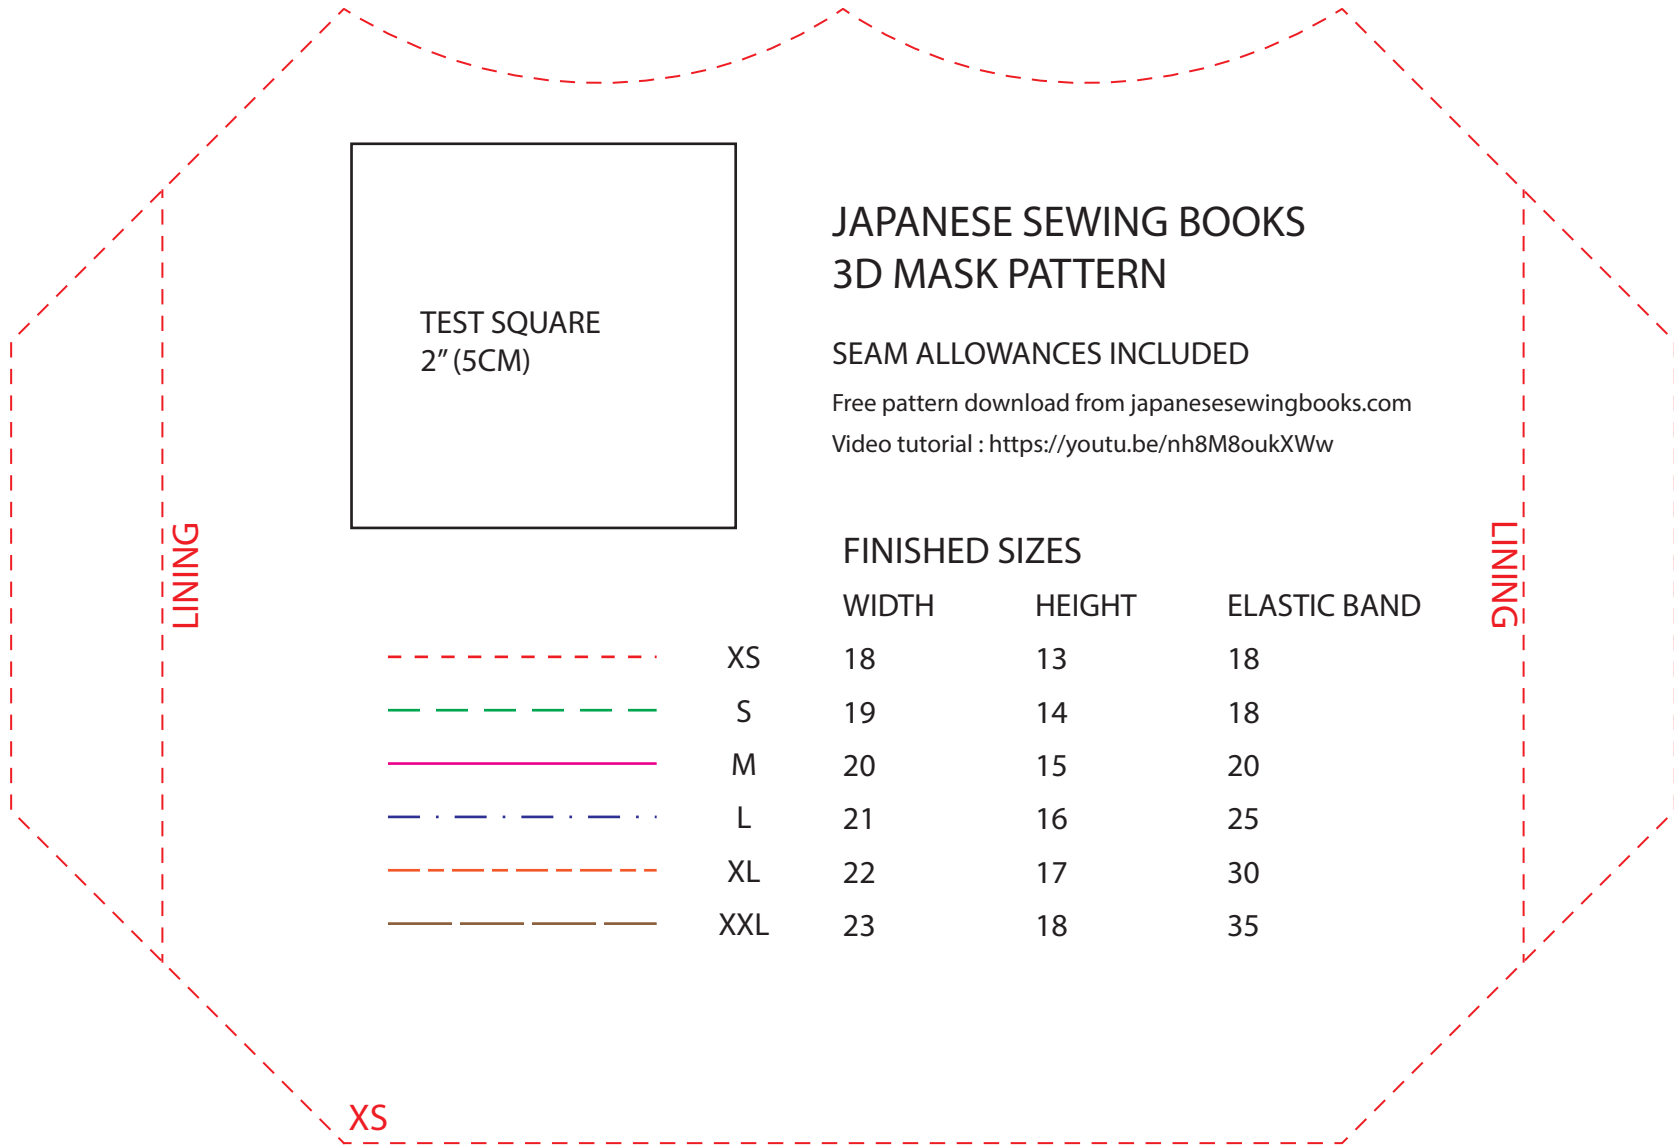 TEST SQUARE
2” (5CM)
JAPANESE SEWING BOOKS
3D MASK PATTERN
SEAM ALLOWANCES INCLUDED
Free pattern download from japanesesewingbooks.com
Video tutorial : https://youtu.be/nh8M8oukXWw
LINING
LINING
FINISHED SIZES
WIDTH HEIGHT ELASTIC BAND
XS 18 13 18
S 19 14 18
M 20 15 20
L 21 16 25
XL 22 17 30
XXL 23 18 35
XS